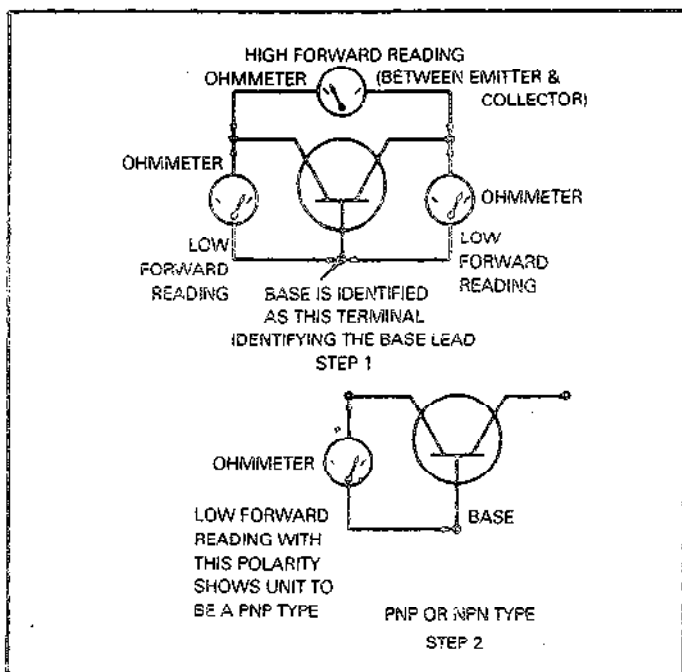 HIGH FORWARD READING
OHMMETER (BETWEEN EMITTER &
COLLECTOR)
OHMMETER
OHMMETER
LOW
FORWARD
READING
LOW
FORWARD
READING
BASE IS IDENTIFIED
AS THIS TERMINAL
IDENTIFYING THE BASE LEAD
STEP 1
OHMMETER
BASE
LOW FORWARD
READING WITH
THIS POLARITY
SHOWS UNIT TO
BE A PNP TYPE
PNP OR NPN TYPE
STEP 2